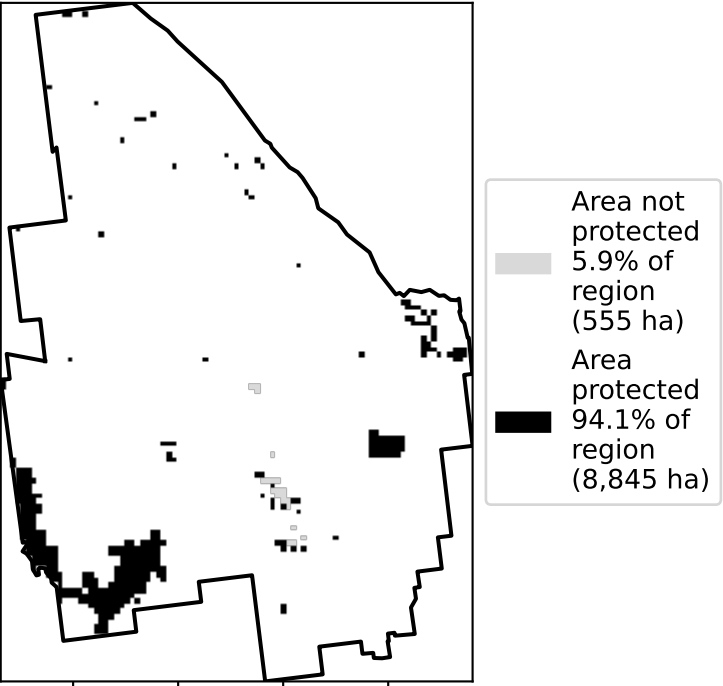 Area not
protected
5.9% of
region
(555 ha)
Area
protected
94.1% of
region
(8,845 ha)